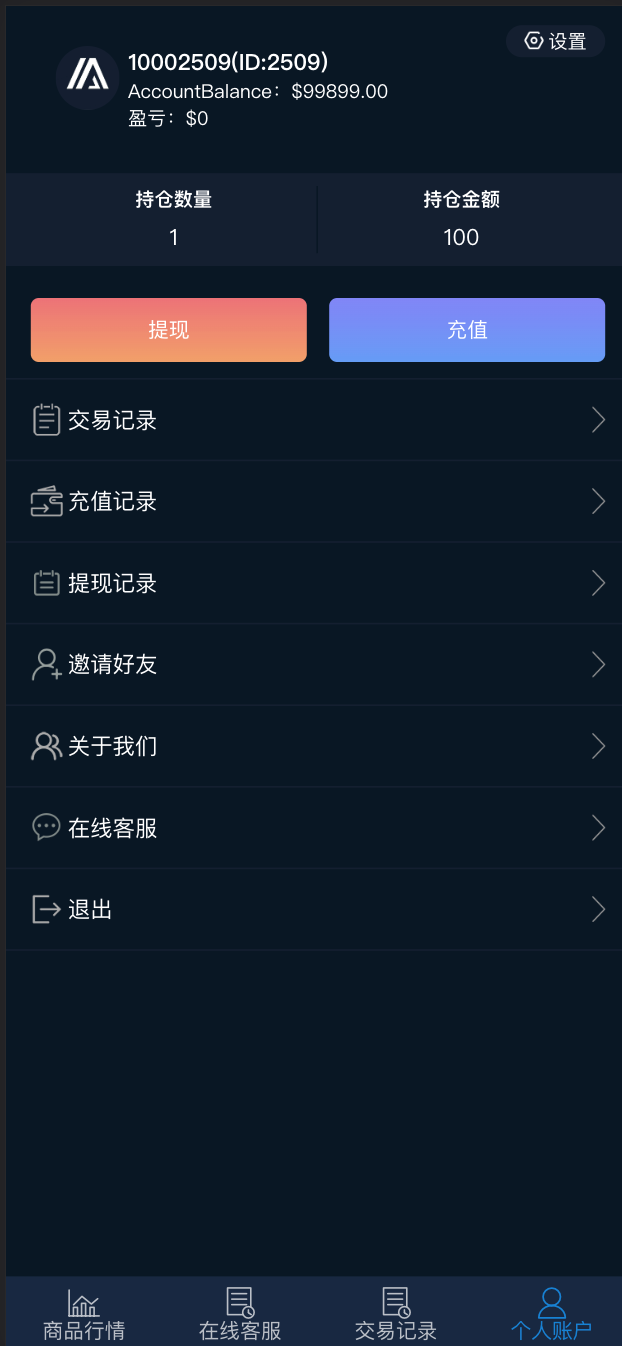 设置
10002509(ID:2509)
AccountBalance：$99899.00
盈亏：$0
持仓数量 持仓金额
1 100
提现 充值
交易记录
充值记录
提现记录
邀请好友
关于我们
在线客服
退出
商品行情 在线客服 交易记录 个人账户